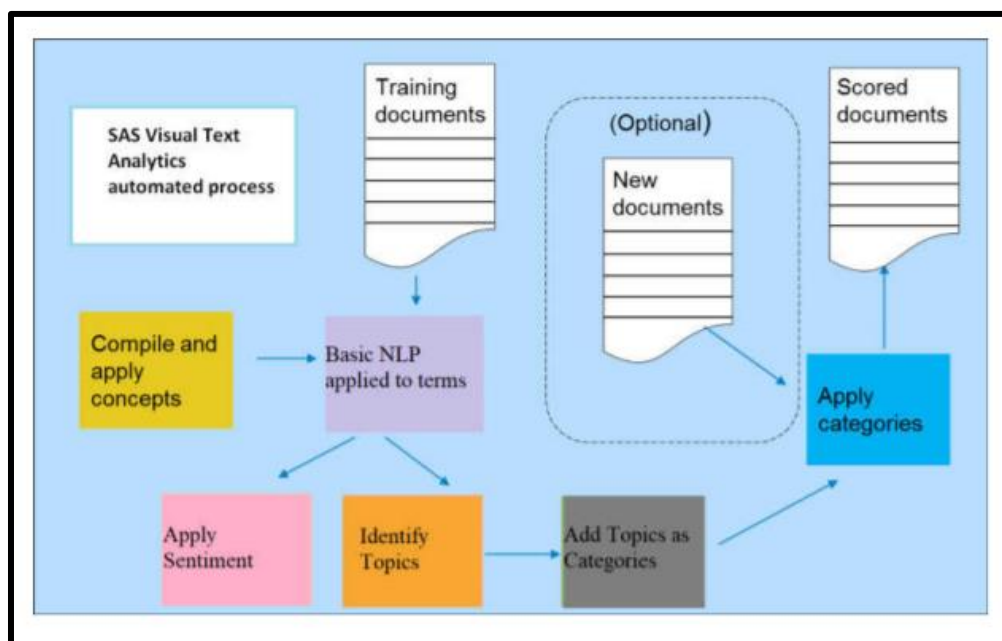 SAS Visual Text
Analytics
automated process
Training
documents
(Optional)
New
documents
Scored
documents
Compile and
apply
concepts
Basic NLP
applied to terms
Apply
categories
Apply
Sentiment
Identify
Topics
Add Topics as
Categories